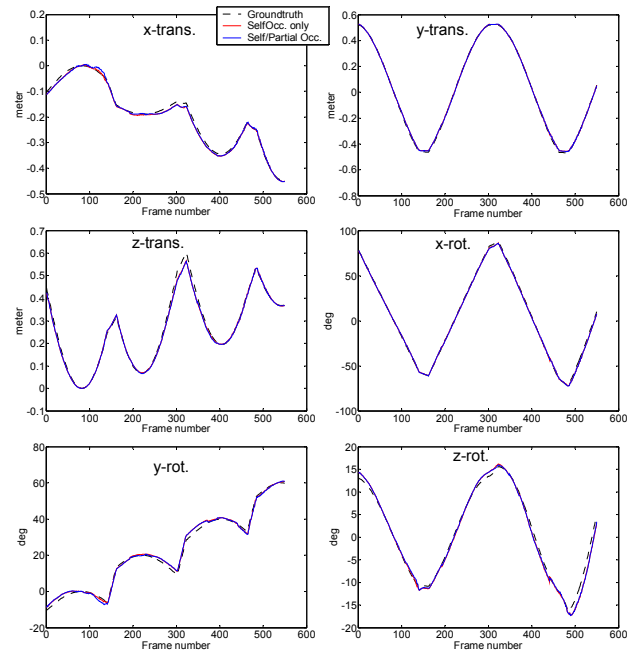 Groundtruth
SelfOcc. only
Self/Partial Occ.
x-trans.
0.2
0.1
0
-0.1
-0.2
-0.3
-0.4
-0.5
meter
0 100 200 300 400 500 600
Frame number
y-trans.
0.6
0.4
0.2
0
-0.2
-0.4
-0.6
-0.8
meter
0 100 200 300 400 500 600
Frame number
z-trans.
0.7
0.6
0.5
0.4
0.3
0.2
0.1
0
-0.1
meter
0 100 200 300 400 500 600
Frame number
x-rot.
100
50
0
-50
-100
deg
0 100 200 300 400 500 600
Frame number
y-rot.
80
60
40
20
0
-20
deg
0 100 200 300 400 500 600
Frame number
z-rot.
20
15
10
5
0
-5
-10
-15
-20
deg
0 100 200 300 400 500 600
Frame number